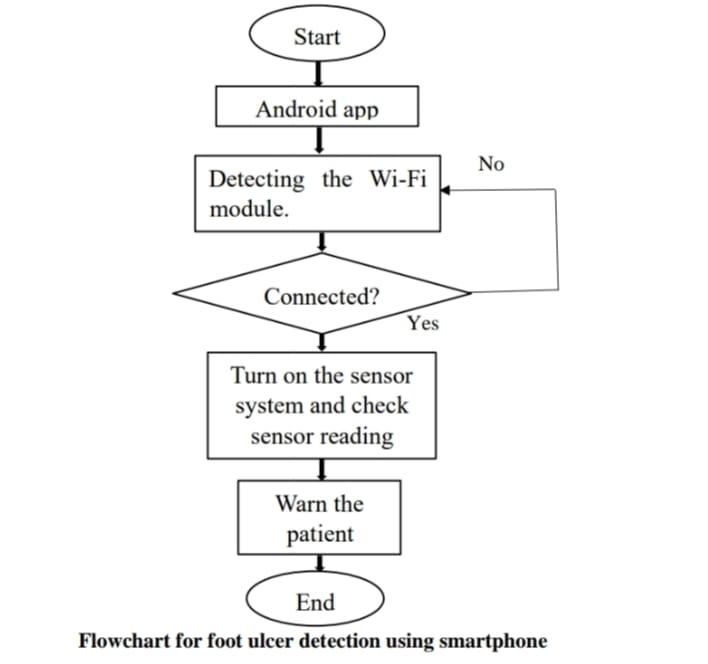 Start
Android app
No
Detecting the Wi-Fi
module.
Connected?
Yes
Turn on the sensor
system and check
sensor reading
Warn the
patient
End
Flowchart for foot ulcer detection using smartphone